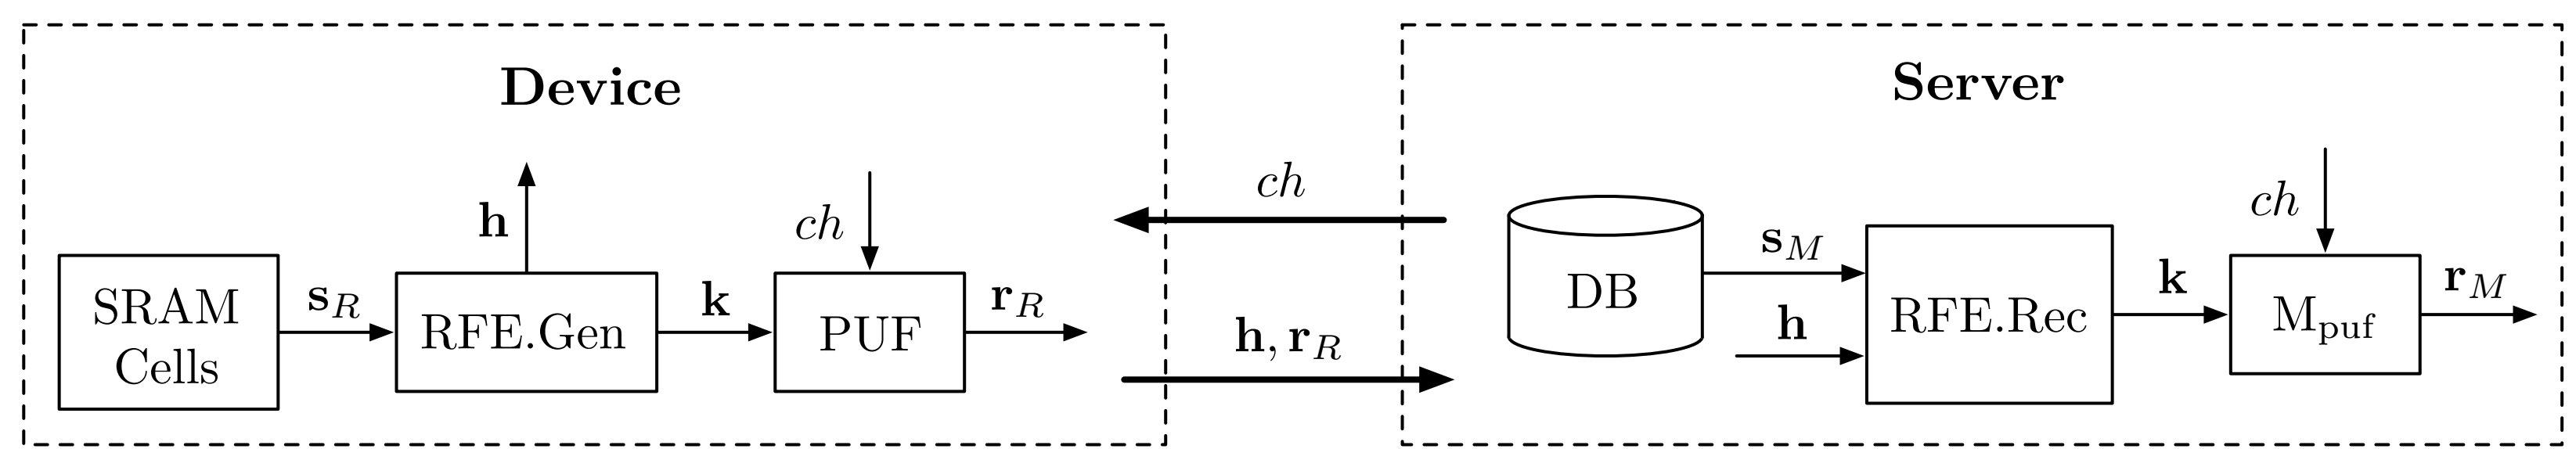 Device
h
ch
SRAM
Cells
s_R
RFE.Gen
k
PUF
r_R
ch
h, r_R
Server
DB
s_M
h
RFE.Rec
k
ch
M_puf
r_M